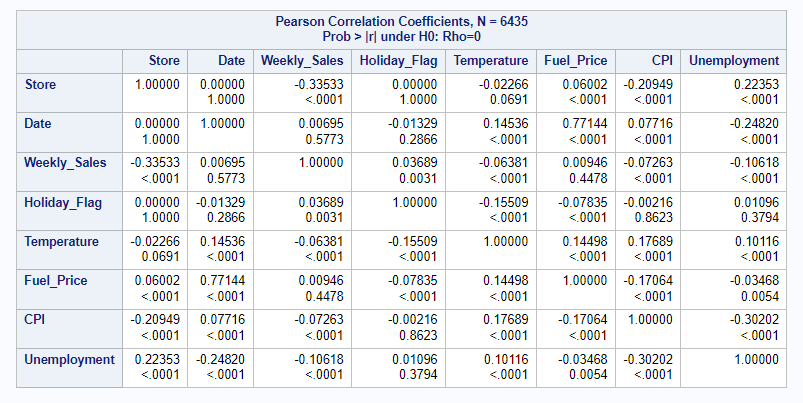 Pearson Correlation Coefficients, N = 6435
Prob > |r| under H0: Rho=0
Store Date Weekly_Sales Holiday_Flag Temperature Fuel_Price CPI Unemployment
Store 1.00000 0.00000 -0.33533 0.00000 -0.02266 0.06002 -0.20949 0.22353
1.0000 <.0001 1.0000 0.0691 <.0001 <.0001 <.0001
Date 0.00000 1.00000 0.00695 -0.01329 0.14536 0.77144 0.07716 -0.24820
1.0000 0.5773 0.2866 <.0001 <.0001 <.0001 <.0001
Weekly_Sales -0.33533 0.00695 1.00000 0.03689 -0.06381 0.00946 -0.07263 -0.10618
<.0001 0.5773 0.0031 <.0001 0.4478 <.0001 <.0001
Holiday_Flag 0.00000 -0.01329 0.03689 1.00000 -0.15509 -0.07835 -0.00216 0.01096
1.0000 0.2866 0.0031 <.0001 <.0001 0.8623 0.3794
Temperature -0.02266 0.14536 -0.06381 -0.15509 1.00000 0.14498 0.17689 0.10116
0.0691 <.0001 <.0001 <.0001 <.0001 <.0001 <.0001
Fuel_Price 0.06002 0.77144 0.00946 -0.07835 0.14498 1.00000 -0.17064 -0.03468
<.0001 <.0001 0.4478 <.0001 <.0001 <.0001 0.0054
CPI -0.20949 0.07716 -0.07263 -0.00216 0.17689 -0.17064 1.00000 -0.30202
<.0001 <.0001 <.0001 0.8623 <.0001 <.0001 <.0001
Unemployment 0.22353 -0.24820 -0.10618 0.01096 0.10116 -0.03468 -0.30202 1.00000
<.0001 <.0001 <.0001 0.3794 <.0001 0.0054 <.0001